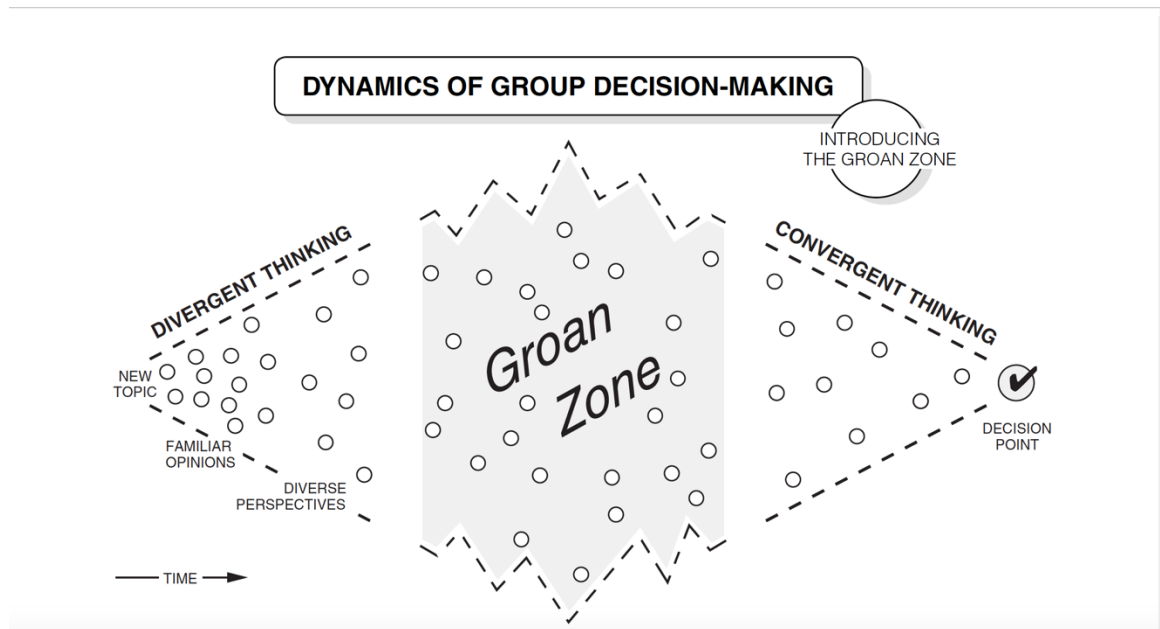 DYNAMICS OF GROUP DECISION-MAKING
INTRODUCING
THE GROAN ZONE
DIVERGENT THINKING
CONVERGENT THINKING
Groan
Zone
NEW
TOPIC
FAMILIAR
OPINIONS
DIVERSE
PERSPECTIVES
DECISION
POINT
TIME